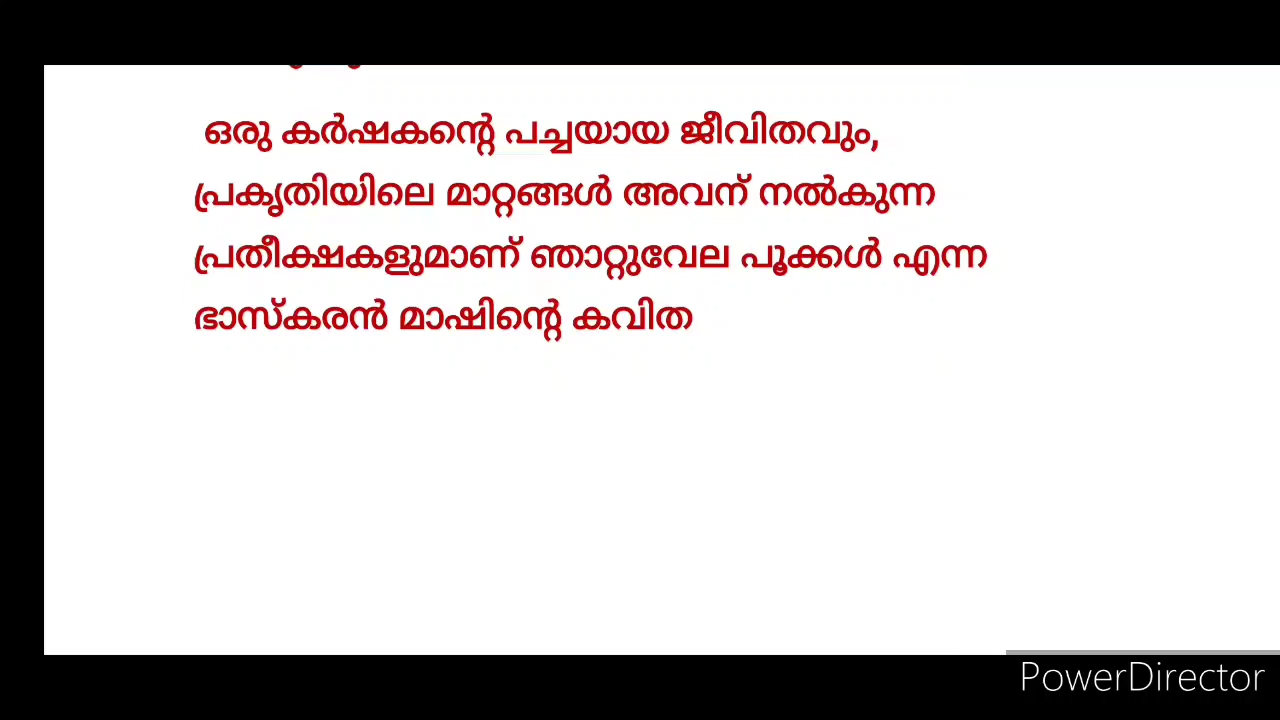 ഒരു കർഷകന്റെ പച്ചയായ ജീവിതവും,
പ്രകൃതിയിലെ മാറ്റങ്ങൾ അവന് നൽകുന്ന
പ്രതീക്ഷകളുമാണ് ഞാറ്റുവേല പൂക്കൾ എന്ന
ഭാസ്കരൻ മാഷിന്റെ കവിത
PowerDirector